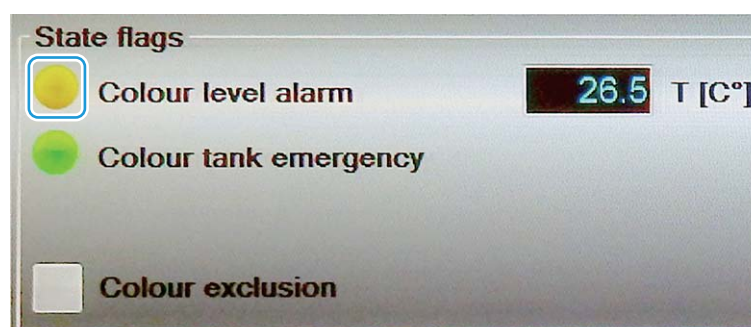 State flags
Colour level alarm 26.5 T [C°]
Colour tank emergency
Colour exclusion